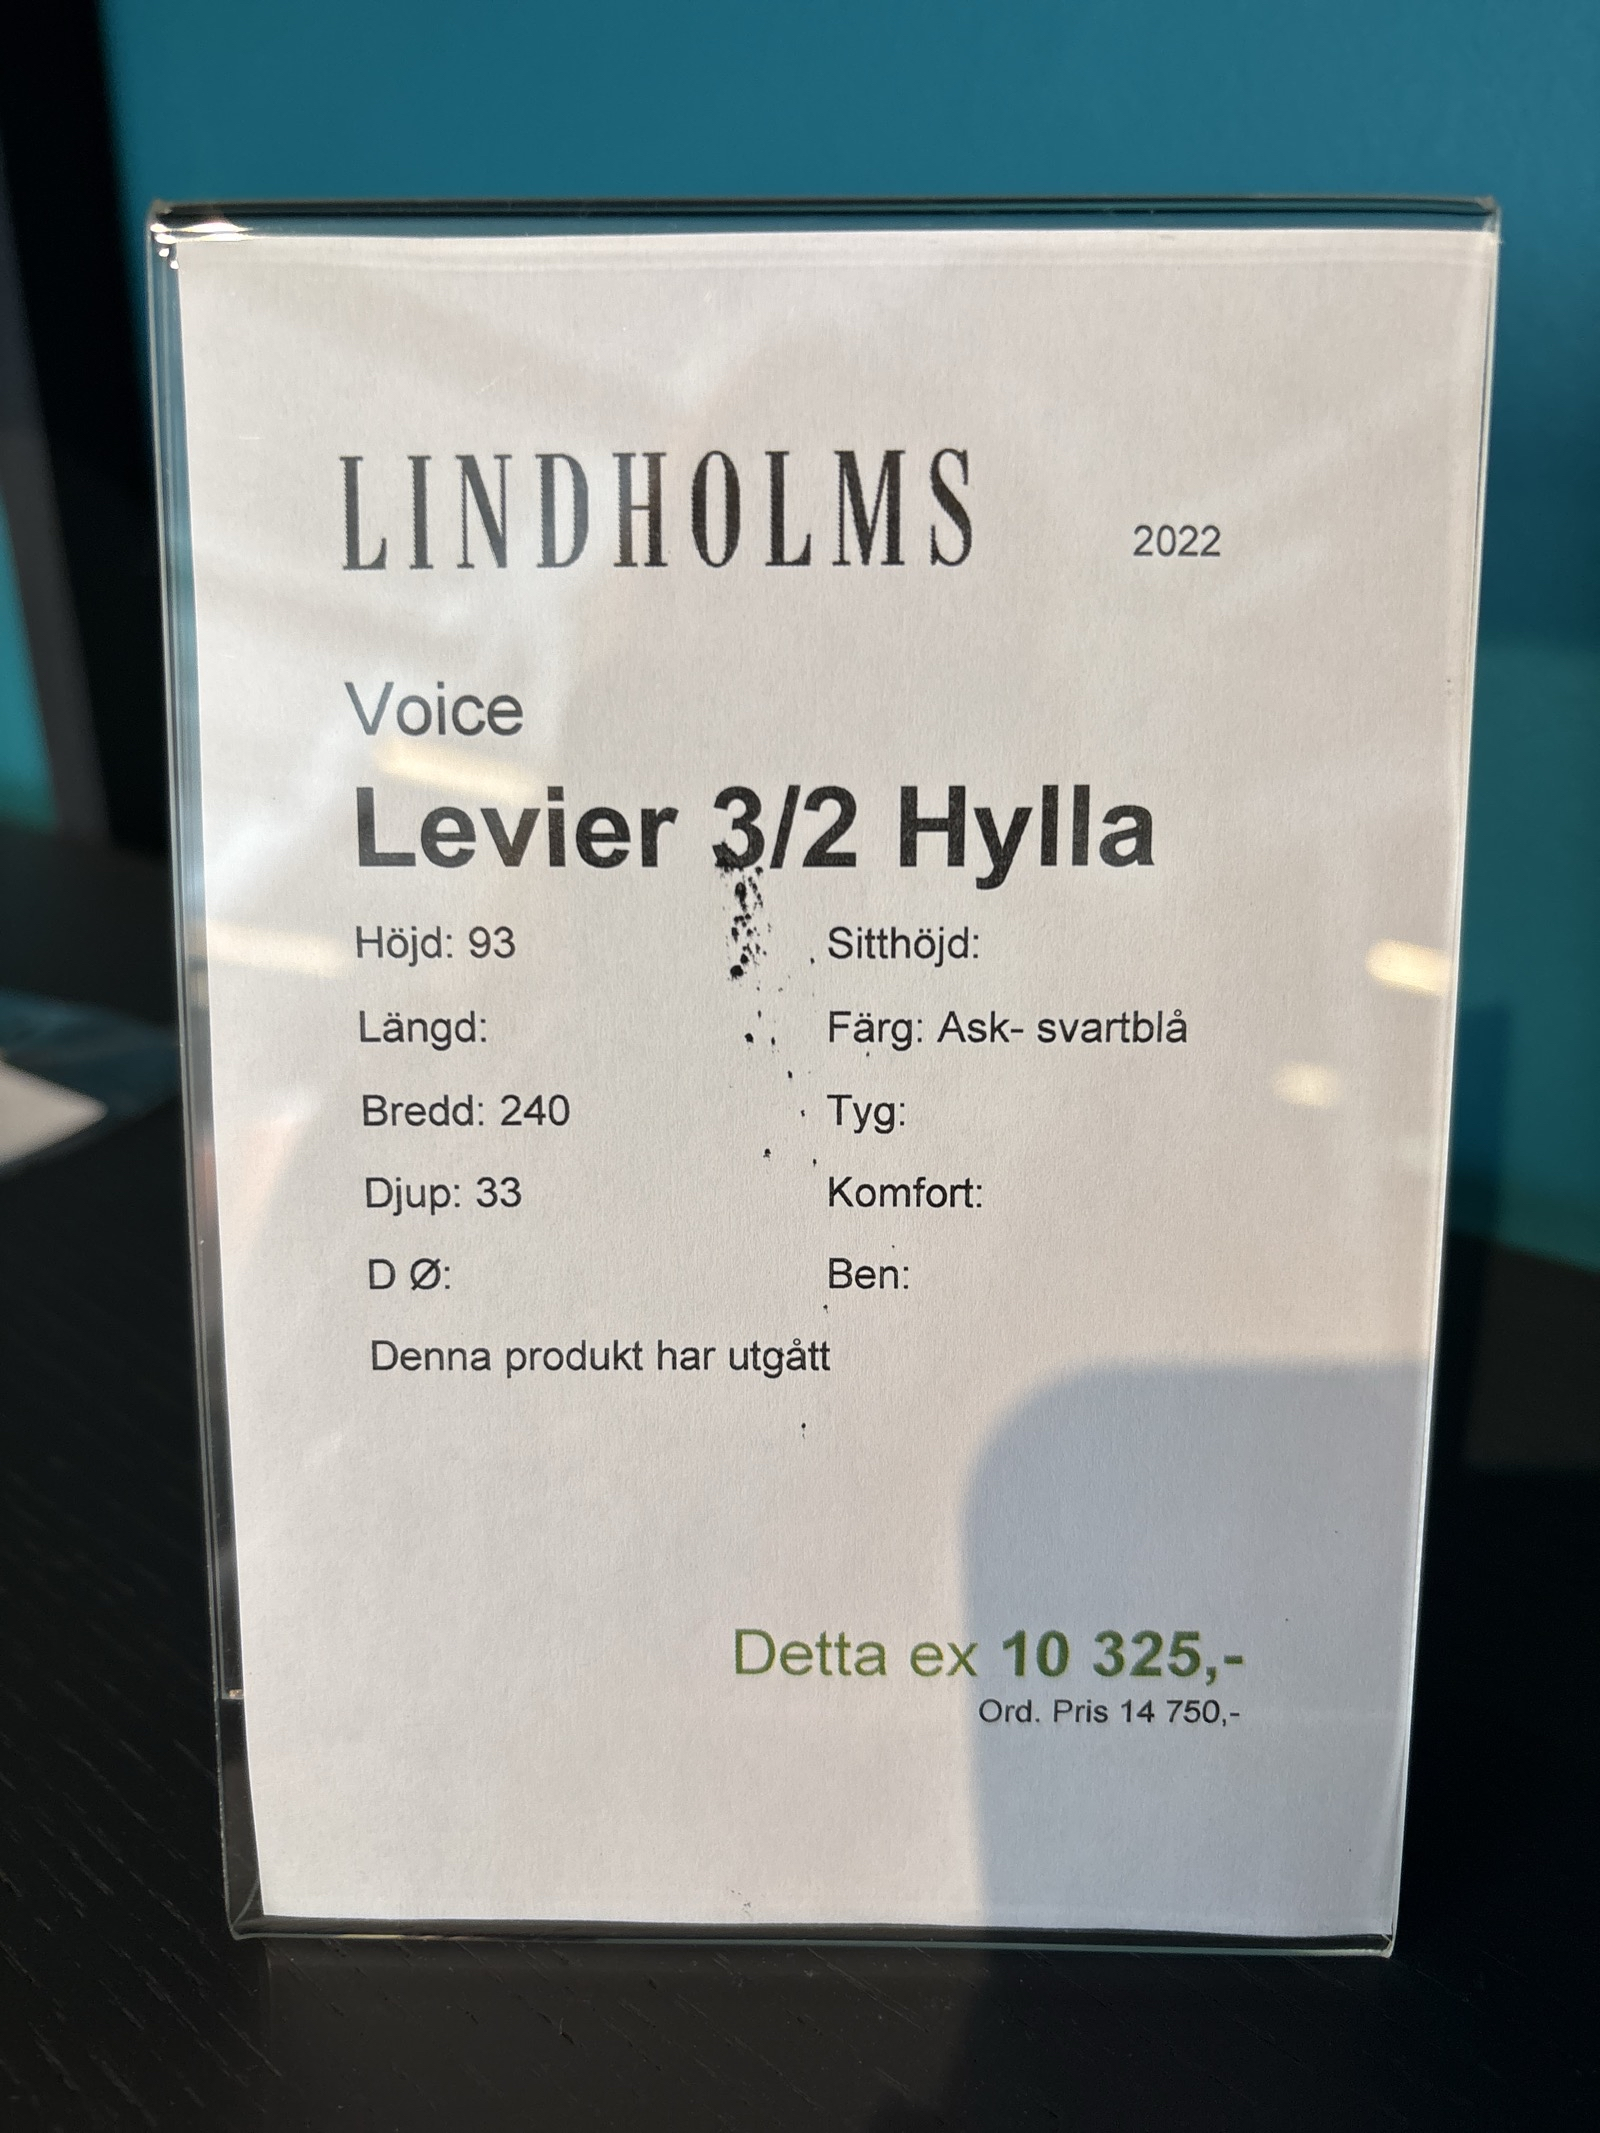 LINDHOLMS 2022
Voice
Levier 3/2 Hylla
Höjd: 93 Sitthöjd:
Längd: Färg: Ask- svartblå
Bredd: 240 Tyg:
Djup: 33 Komfort:
D Ø: Ben:
Denna produkt har utgått
Detta ex 10 325,-
Ord. Pris 14 750,-